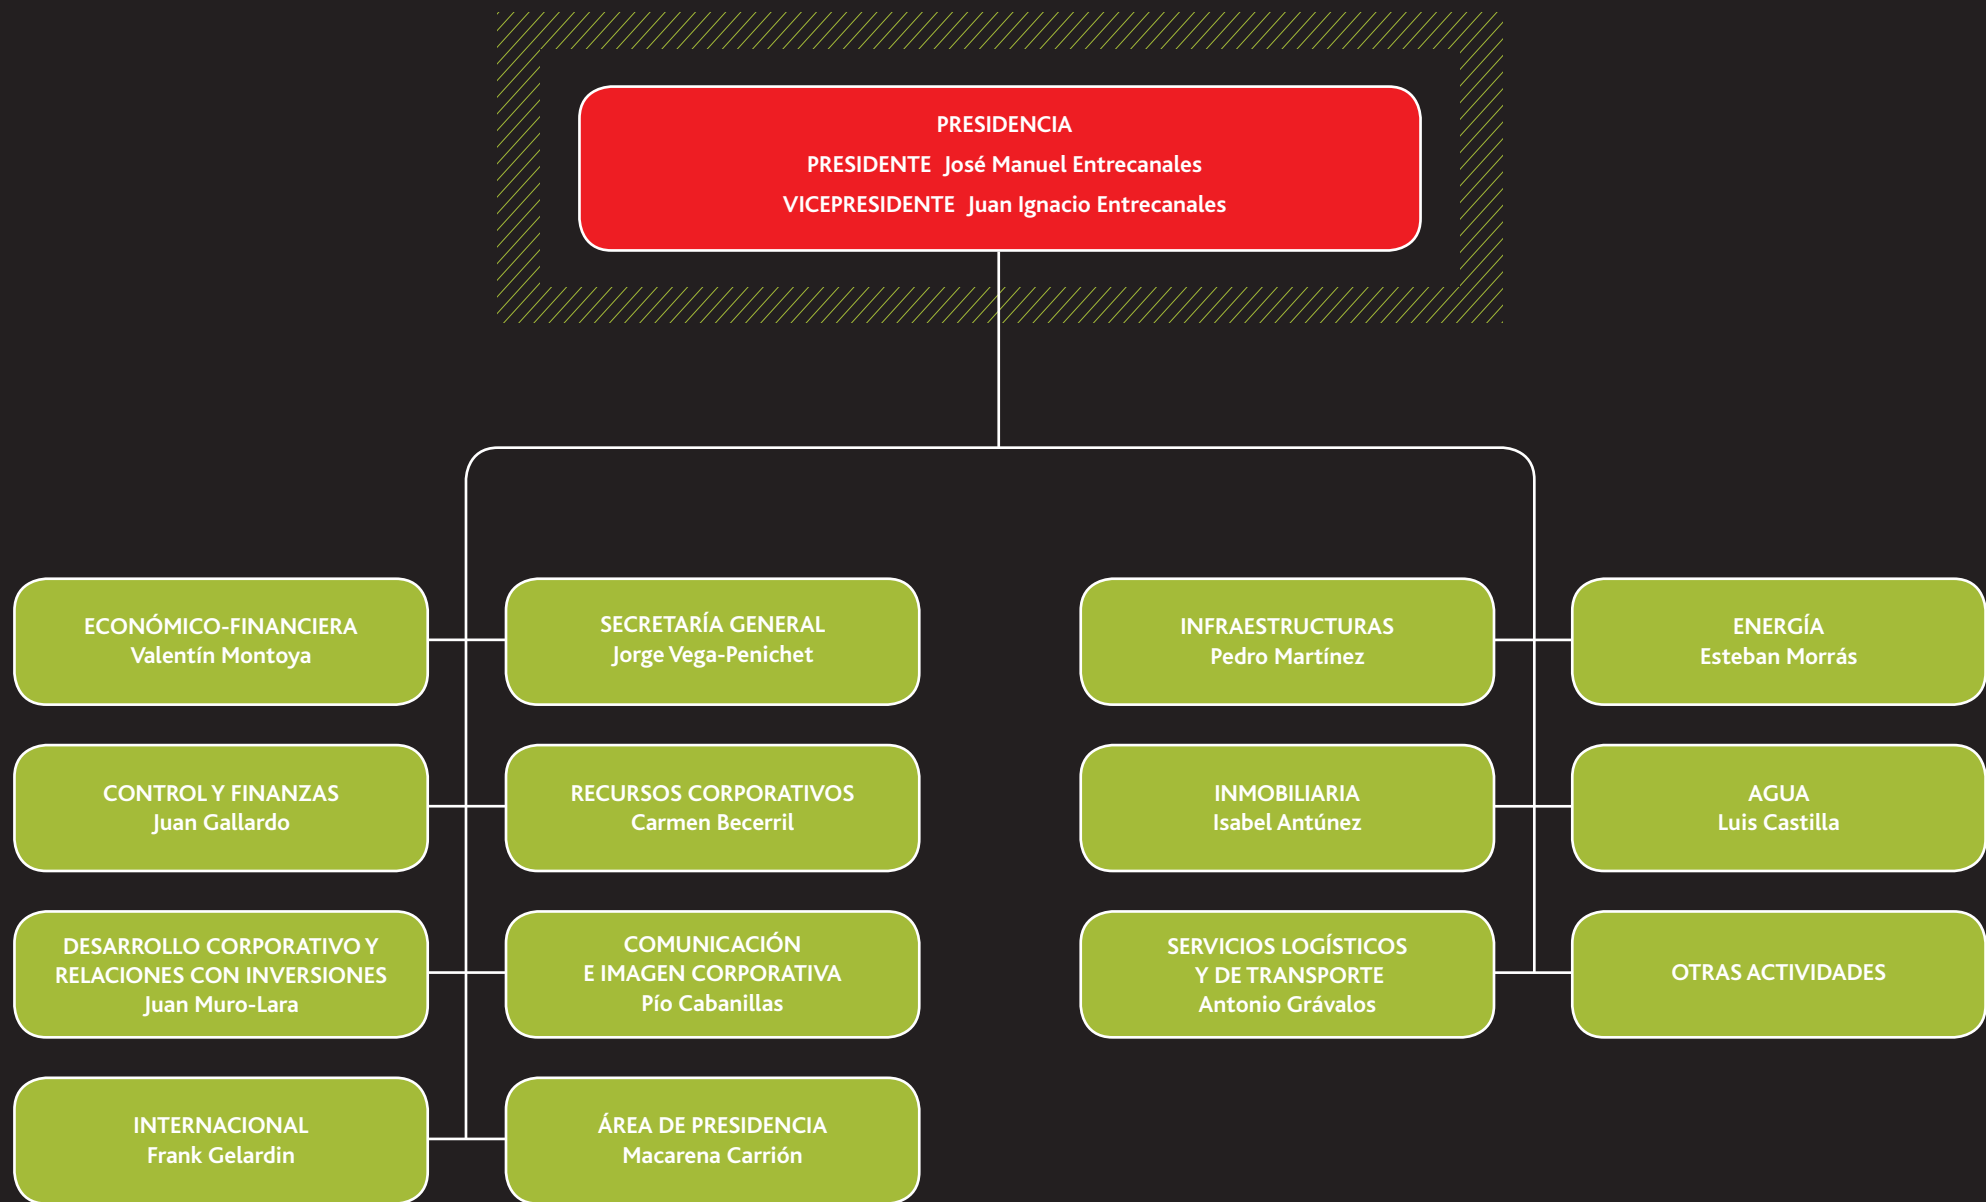 PRESIDENCIA
PRESIDENTE José Manuel Entrecanales
VICEPRESIDENTE Juan Ignacio Entrecanales
ECONÓMICO-FINANCIERA
Valentín Montoya
SECRETARÍA GENERAL
Jorge Vega-Penichet
INFRAESTRUCTURAS
Pedro Martínez
ENERGÍA
Esteban Morrás
CONTROL Y FINANZAS
Juan Gallardo
RECURSOS CORPORATIVOS
Carmen Becerril
INMOBILIARIA
Isabel Antúnez
AGUA
Luis Castilla
DESARROLLO CORPORATIVO Y
RELACIONES CON INVERSIONES
Juan Muro-Lara
COMUNICACIÓN
E IMAGEN CORPORATIVA
Pío Cabanillas
SERVICIOS LOGÍSTICOS
Y DE TRANSPORTE
Antonio Grávalos
OTRAS ACTIVIDADES
INTERNACIONAL
Frank Gelardin
ÁREA DE PRESIDENCIA
Macarena Carrión